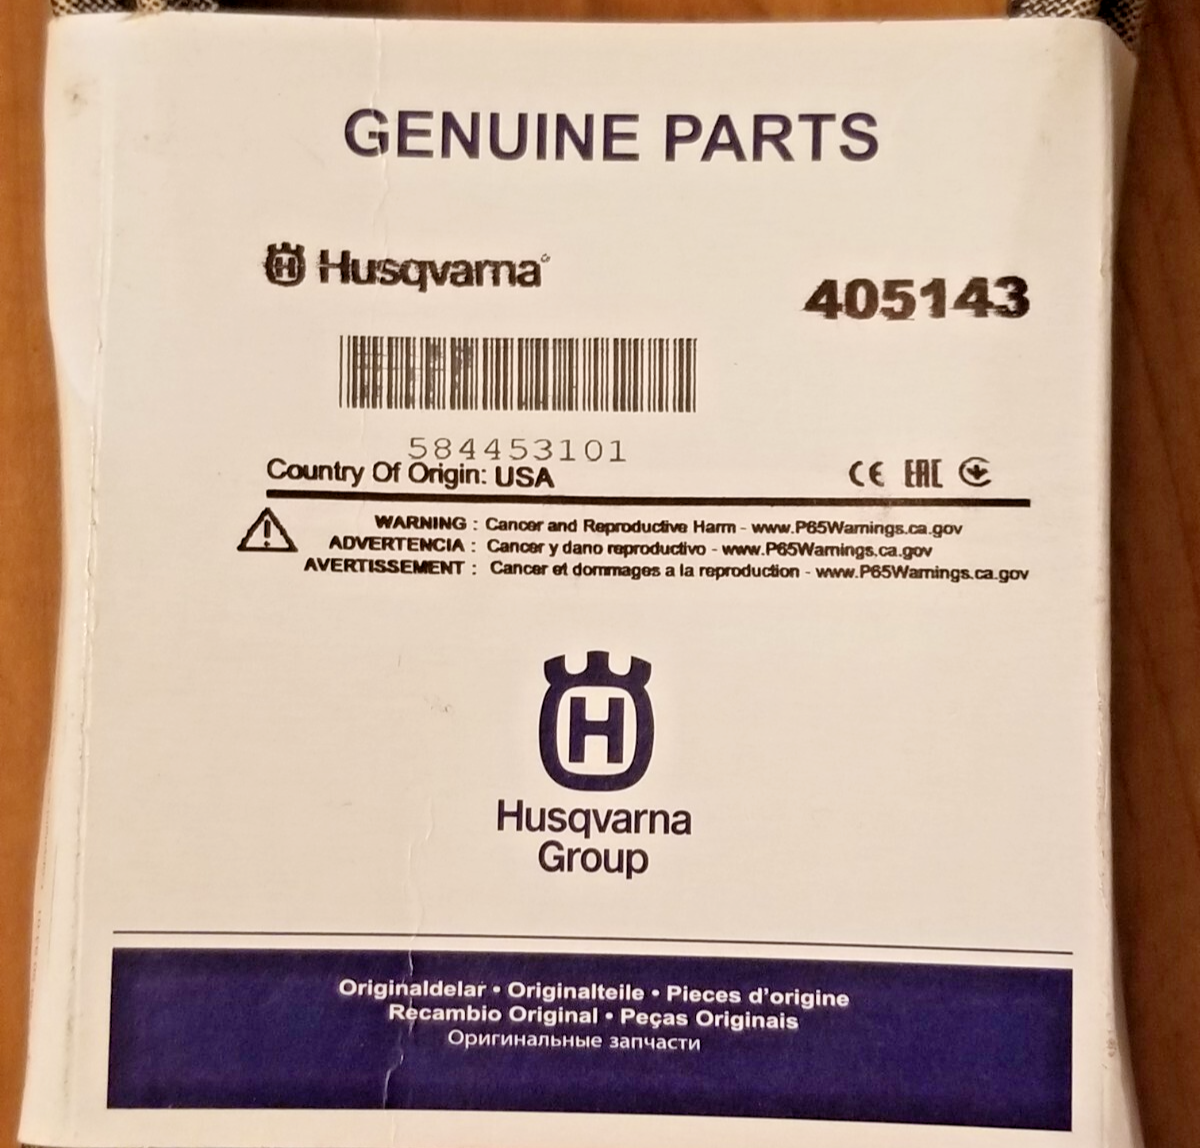 GENUINE PARTS
Husqvarna
405143
584453101
Country Of Origin: USA
CE EAC
WARNING : Cancer and Reproductive Harm - www.P65Warnings.ca.gov
ADVERTENCIA : Cancer y dano reproductivo - www.P65Warnings.ca.gov
AVERTISSEMENT : Cancer et dommages a la reproduction - www.P65Warnings.ca.gov
H
Husqvarna
Group
Originaldelar • Originalteile • Pieces d'origine
Recambio Original • Peças Originais
Оригинальные запчасти